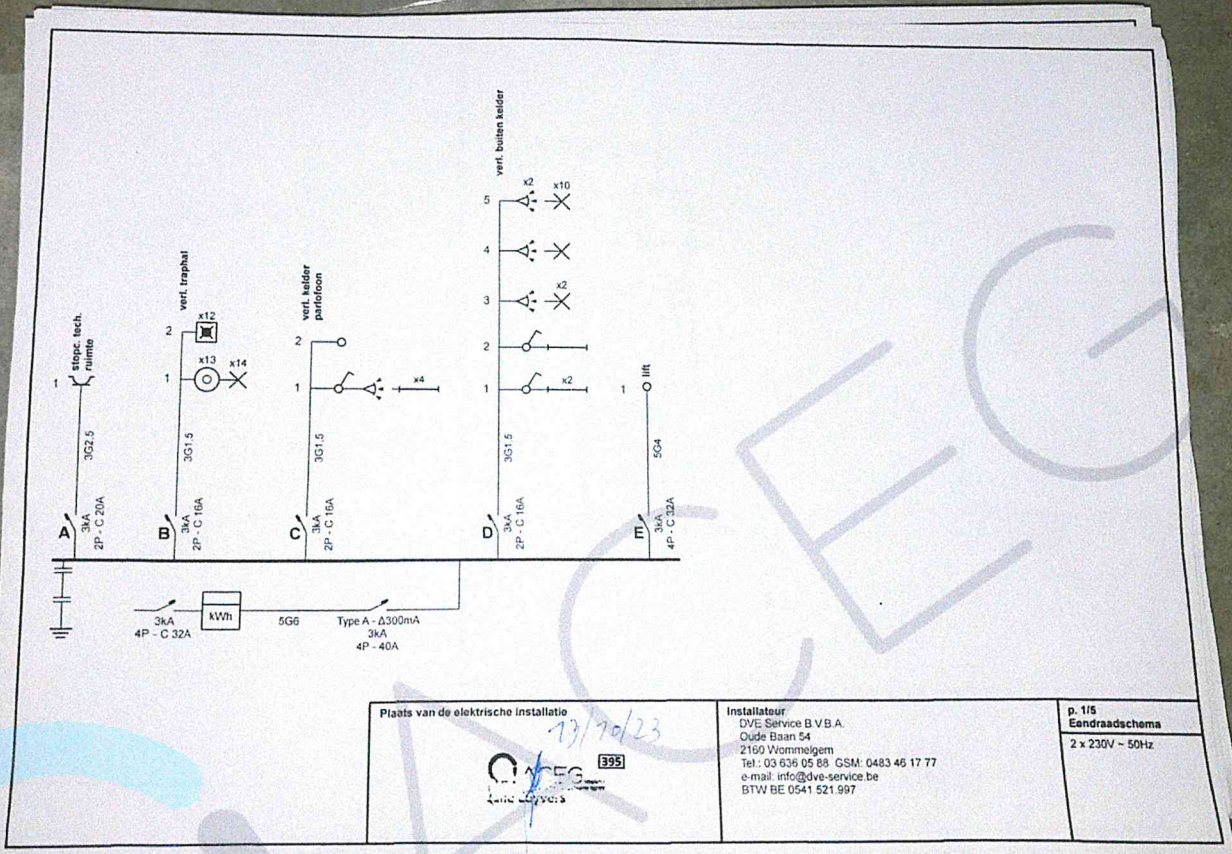 verl. buiten kelder
5
x2
x10
4
3
x2
2
1
x2
verl. kelder
parlofoon
2
1
x4
verl. traphal
2
x12
1
x13
x14
stopc. tech.
ruimte
1
lift
1
3G2.5
3G1.5
3G1.5
3G1.5
5G4
A
3kA
2P - C 20A
B
3kA
2P - C 16A
C
3kA
2P - C 16A
D
3kA
2P - C 16A
E
3kA
4P - C 32A
3kA
4P - C 32A
kWh
5G6
Type A - Δ300mA
3kA
4P - 40A
Plaats van de elektrische installatie
13/10/23
ACEG
395
Installateur
DVE Service B.V.B.A.
Oude Baan 54
2160 Wommelgem
Tel.: 03 636 05 88 GSM: 0483 46 17 77
e-mail: info@dve-service.be
BTW BE 0541.521.997
p. 1/5
Eendraadschema
2 x 230V ~ 50Hz
ACEG